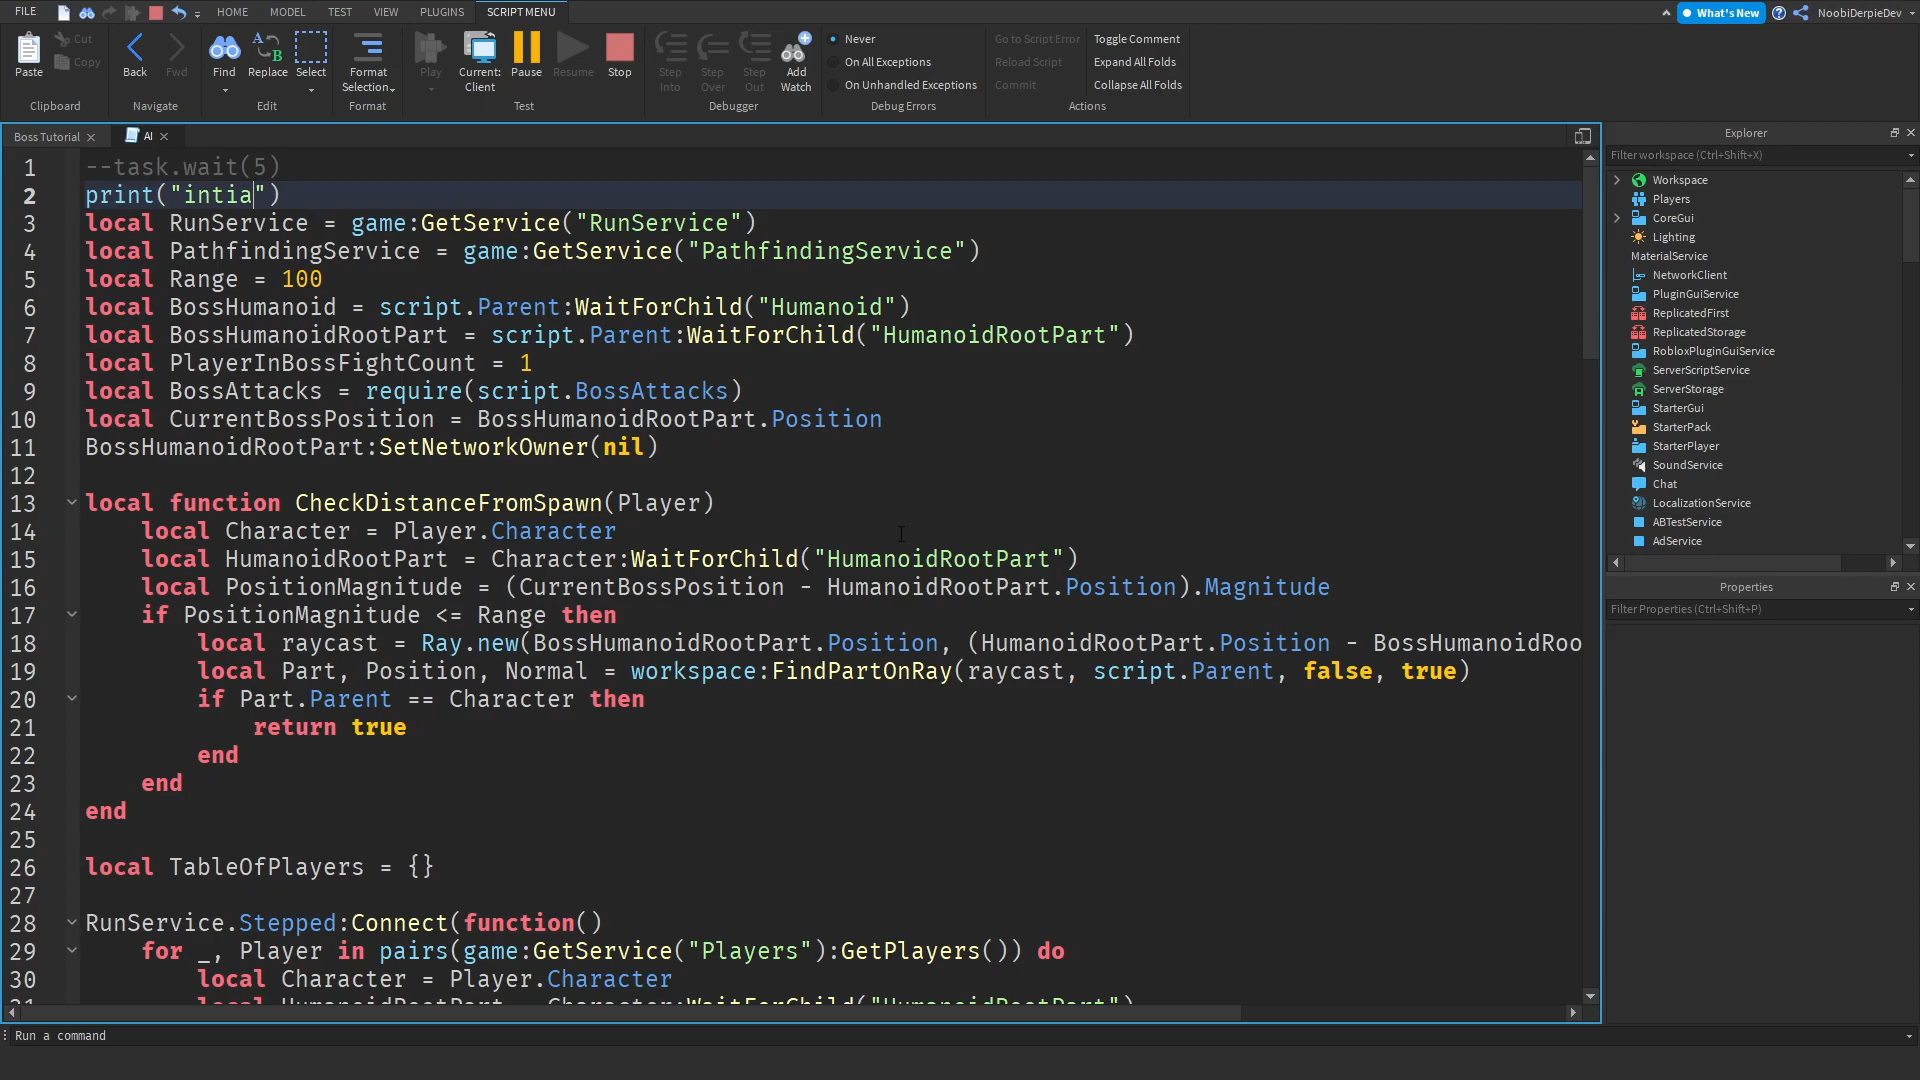 FILE HOME MODEL TEST VIEW PLUGINS SCRIPT MENU What's New NoobiDerpieDev
Paste Cut Copy Back Fwd Find Replace Select Format Selection Play Current: Client Pause Resume Stop Step Into Step Over Step Out Add Watch
Never
On All Exceptions
On Unhandled Exceptions
Go to Script Error
Reload Script
Commit
Toggle Comment
Expand All Folds
Collapse All Folds
Clipboard Navigate Edit Format Test Debugger Debug Errors Actions
Boss Tutorial AI
1 --task.wait(5)
2 print("intia")
3 local RunService = game:GetService("RunService")
4 local PathfindingService = game:GetService("PathfindingService")
5 local Range = 100
6 local BossHumanoid = script.Parent:WaitForChild("Humanoid")
7 local BossHumanoidRootPart = script.Parent:WaitForChild("HumanoidRootPart")
8 local PlayerInBossFightCount = 1
9 local BossAttacks = require(script.BossAttacks)
10 local CurrentBossPosition = BossHumanoidRootPart.Position
11 BossHumanoidRootPart:SetNetworkOwner(nil)
12
13 local function CheckDistanceFromSpawn(Player)
14 local Character = Player.Character
15 local HumanoidRootPart = Character:WaitForChild("HumanoidRootPart")
16 local PositionMagnitude = (CurrentBossPosition - HumanoidRootPart.Position).Magnitude
17 if PositionMagnitude <= Range then
18 local raycast = Ray.new(BossHumanoidRootPart.Position, (HumanoidRootPart.Position - BossHumanoidRoo
19 local Part, Position, Normal = workspace:FindPartOnRay(raycast, script.Parent, false, true)
20 if Part.Parent == Character then
21 return true
22 end
23 end
24 end
25
26 local TableOfPlayers = {}
27
28 RunService.Stepped:Connect(function()
29 for _, Player in pairs(game:GetService("Players"):GetPlayers()) do
30 local Character = Player.Character
31 local HumanoidRootPart = Character:WaitForChild("HumanoidRootPart")
Run a command
Explorer
Filter workspace (Ctrl+Shift+X)
Workspace
Players
CoreGui
Lighting
MaterialService
NetworkClient
PluginGuiService
ReplicatedFirst
ReplicatedStorage
RobloxPluginGuiService
ServerScriptService
ServerStorage
StarterGui
StarterPack
StarterPlayer
SoundService
Chat
LocalizationService
ABTestService
AdService
Properties
Filter Properties (Ctrl+Shift+P)